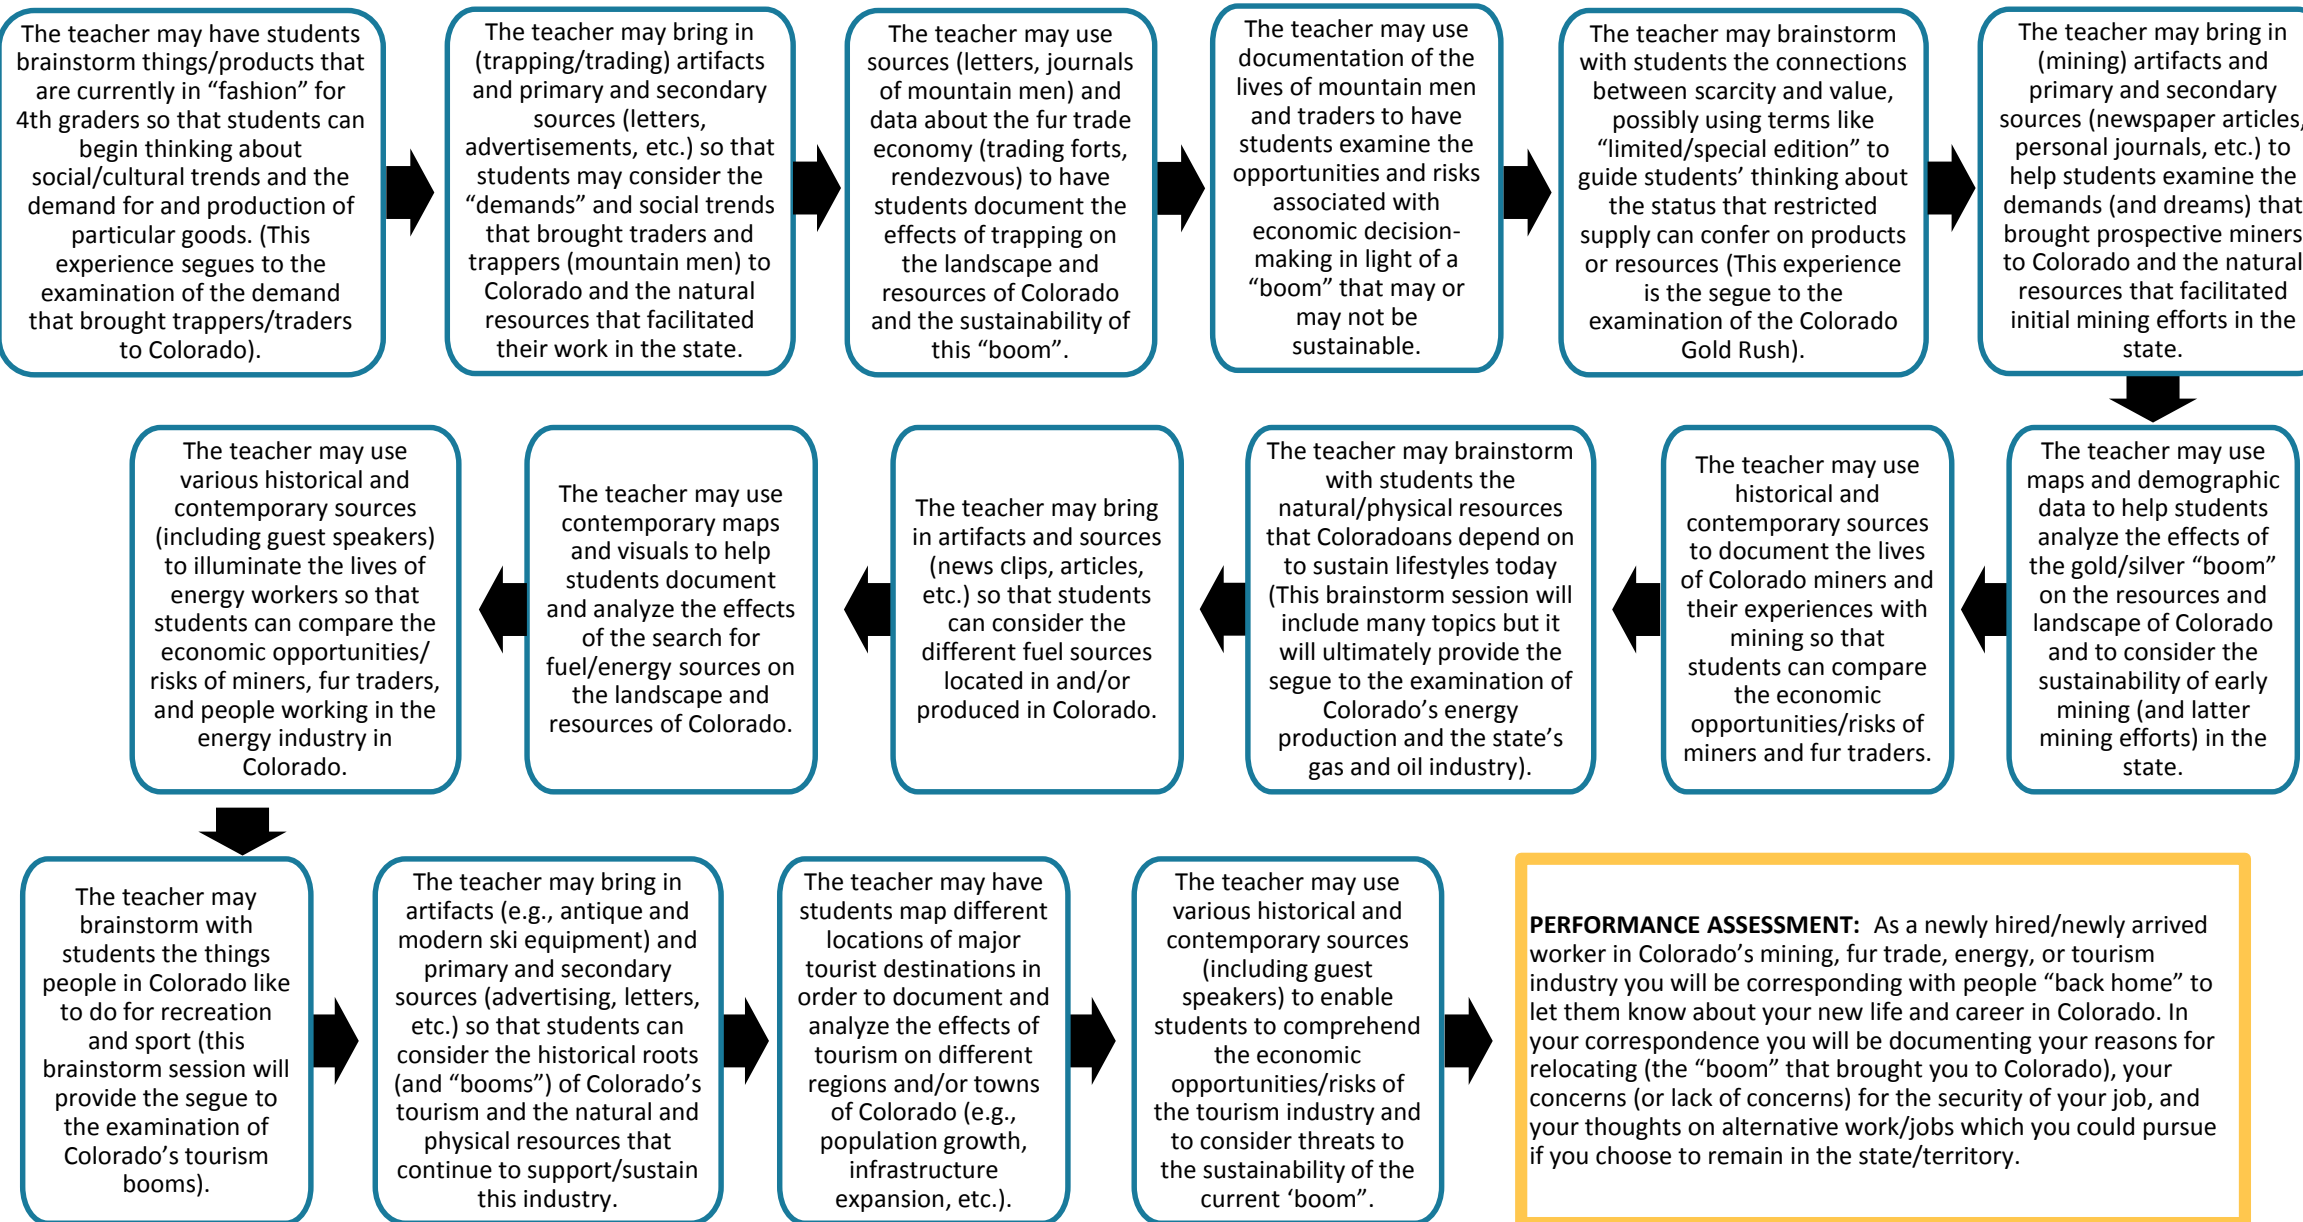 The teacher may have students
brainstorm things/products that
are currently in “fashion” for
4th graders so that students can
begin thinking about
social/cultural trends and the
demand for and production of
particular goods. (This
experience segues to the
examination of the demand
that brought trappers/traders
to Colorado).
The teacher may bring in
(trapping/trading) artifacts
and primary and secondary
sources (letters,
advertisements, etc.) so that
students may consider the
“demands” and social trends
that brought traders and
trappers (mountain men) to
Colorado and the natural
resources that facilitated
their work in the state.
The teacher may use
sources (letters, journals
of mountain men) and
data about the fur trade
economy (trading forts,
rendezvous) to have
students document the
effects of trapping on
the landscape and
resources of Colorado
and the sustainability of
this “boom”.
The teacher may use
documentation of the
lives of mountain men
and traders to have
students examine the
opportunities and risks
associated with
economic decision-
making in light of a
“boom” that may or
may not be
sustainable.
The teacher may brainstorm
with students the connections
between scarcity and value,
possibly using terms like
“limited/special edition” to
guide students’ thinking about
the status that restricted
supply can confer on products
or resources (This experience
is the segue to the
examination of the Colorado
Gold Rush).
The teacher may bring in
(mining) artifacts and
primary and secondary
sources (newspaper articles,
personal journals, etc.) to
help students examine the
demands (and dreams) that
brought prospective miners
to Colorado and the natural
resources that facilitated
initial mining efforts in the
state.
The teacher may use
maps and demographic
data to help students
analyze the effects of
the gold/silver “boom”
on the resources and
landscape of Colorado
and to consider the
sustainability of early
mining (and latter
mining efforts) in the
state.
The teacher may use
historical and
contemporary sources
to document the lives
of Colorado miners and
their experiences with
mining so that
students can compare
the economic
opportunities/risks of
miners and fur traders.
The teacher may brainstorm
with students the
natural/physical resources
that Coloradoans depend on
to sustain lifestyles today
(This brainstorm session will
include many topics but it
will ultimately provide the
segue to the examination of
Colorado’s energy
production and the state’s
gas and oil industry).
The teacher may bring
in artifacts and sources
(news clips, articles,
etc.) so that students
can consider the
different fuel sources
located in and/or
produced in Colorado.
The teacher may use
contemporary maps
and visuals to help
students document
and analyze the effects
of the search for
fuel/energy sources on
the landscape and
resources of Colorado.
The teacher may use
various historical and
contemporary sources
(including guest speakers)
to illuminate the lives of
energy workers so that
students can compare the
economic opportunities/
risks of miners, fur traders,
and people working in the
energy industry in
Colorado.
The teacher may
brainstorm with
students the things
people in Colorado like
to do for recreation
and sport (this
brainstorm session will
provide the segue to
the examination of
Colorado’s tourism
booms).
The teacher may bring in
artifacts (e.g., antique and
modern ski equipment) and
primary and secondary
sources (advertising, letters,
etc.) so that students can
consider the historical roots
(and “booms”) of Colorado’s
tourism and the natural and
physical resources that
continue to support/sustain
this industry.
The teacher may have
students map different
locations of major
tourist destinations in
order to document and
analyze the effects of
tourism on different
regions and/or towns
of Colorado (e.g.,
population growth,
infrastructure
expansion, etc.).
The teacher may use
various historical and
contemporary sources
(including guest
speakers) to enable
students to comprehend
the economic
opportunities/risks of
the tourism industry and
to consider threats to
the sustainability of the
current ‘boom”.
PERFORMANCE ASSESSMENT: As a newly hired/newly arrived
worker in Colorado’s mining, fur trade, energy, or tourism
industry you will be corresponding with people “back home” to
let them know about your new life and career in Colorado. In
your correspondence you will be documenting your reasons for
relocating (the “boom” that brought you to Colorado), your
concerns (or lack of concerns) for the security of your job, and
your thoughts on alternative work/jobs which you could pursue
if you choose to remain in the state/territory.